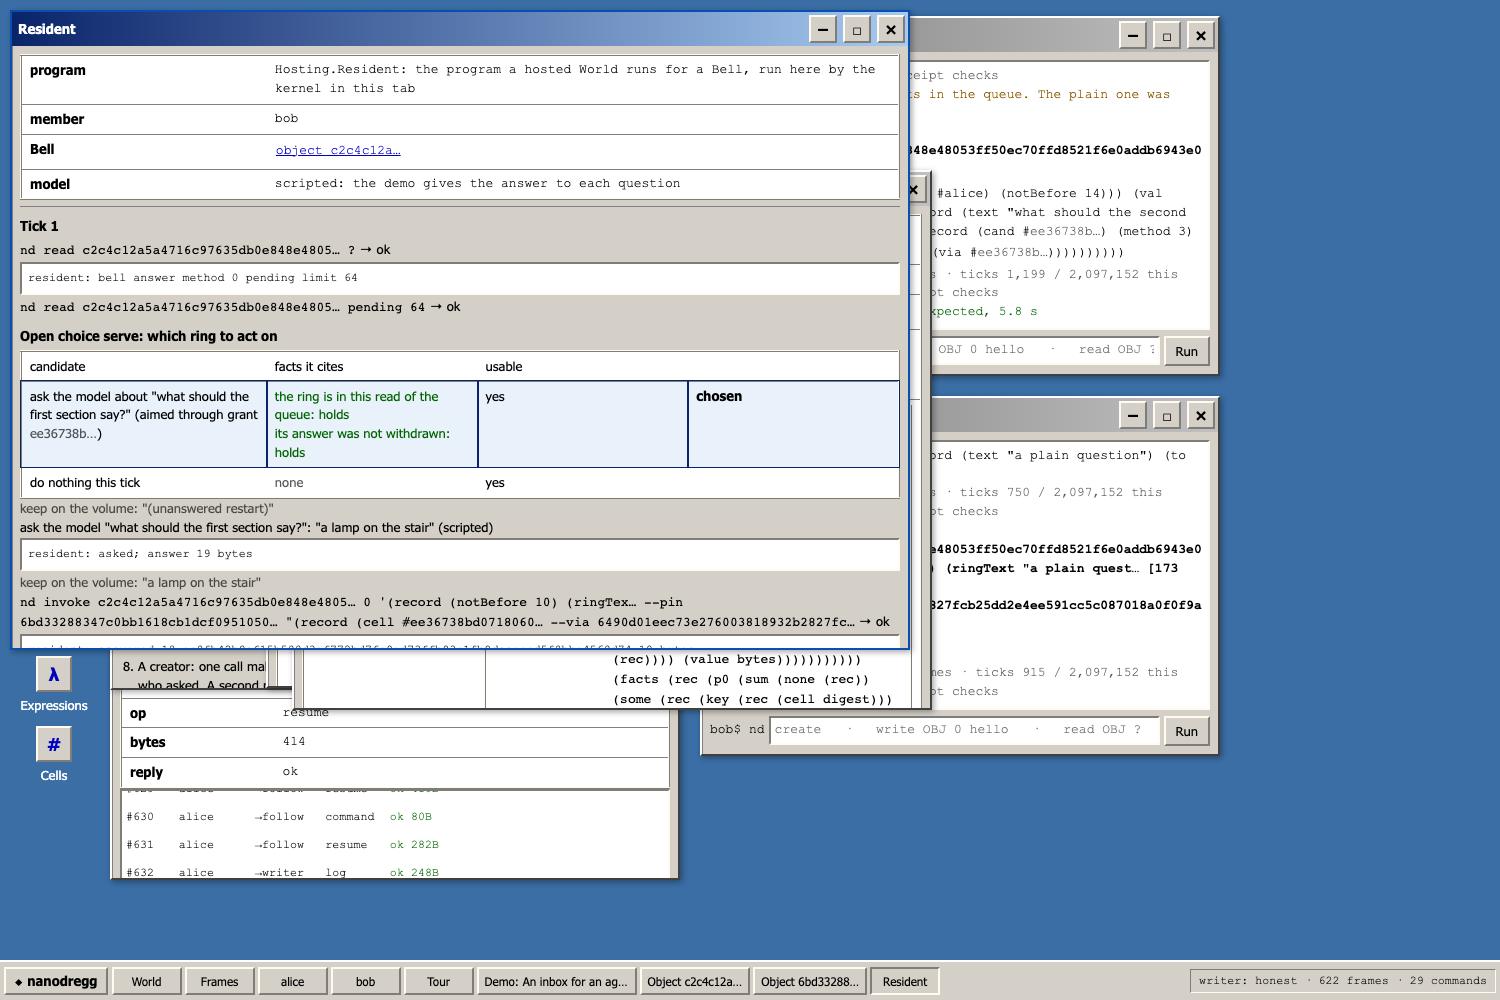 Resident
program
Hosting.Resident: the program a hosted World runs for a Bell, run here by the
kernel in this tab
member
bob
Bell
object c2c4c12a…
model
scripted: the demo gives the answer to each question
Tick 1
nd read c2c4c12a5a4716c97635db0e848e4805… ? → ok
resident: bell answer method 0 pending limit 64
nd read c2c4c12a5a4716c97635db0e848e4805… pending 64 → ok
Open choice serve: which ring to act on
candidate
facts it cites
usable
ask the model about "what should the
first section say?" (aimed through grant
ee36738b…)
the ring is in this read of the
queue: holds
its answer was not withdrawn:
holds
yes
chosen
do nothing this tick
none
yes
keep on the volume: "(unanswered restart)"
ask the model "what should the first section say?": "a lamp on the stair" (scripted)
resident: asked; answer 19 bytes
keep on the volume: "a lamp on the stair"
nd invoke c2c4c12a5a4716c97635db0e848e4805… 0 '(record (notBefore 10) (ringTex… --pin
6bd33288347c0bb1618cb1dcf0951050… "(record (cell #ee36738bd0718060… --via 6490d01eec73e276003818932b2827fc… → ok
ceipt checks
ts in the queue. The plain one was
848e48053ff50ec70ffd8521f6e0addb6943e0
#alice) (notBefore 14))) (val
ord (text "what should the second
ecord (cand #ee36738b…) (method 3)
(via #ee36738b…))))))))))
s · ticks 1,199 / 2,097,152 this
pt checks
xpected, 5.8 s
OBJ 0 hello · read OBJ ?
Run
ord (text "a plain question") (to
s · ticks 750 / 2,097,152 this
pt checks
e48053ff50ec70ffd8521f6e0addb6943e0
) (ringText "a plain quest… [173
827fcb25dd2e4ee591cc5c087018a0f0f9a
mes · ticks 915 / 2,097,152 this
pt checks
bob$ nd
create · write OBJ 0 hello · read OBJ ?
Run
8. A creator: one call ma
who asked. A second r
(rec)))) (value bytes)))))))))))
(facts (rec (p0 (sum (none (rec))
(some (rec (key (rec (cell digest)))
op
resume
bytes
414
reply
ok
#630 alice →follow command ok 80B
#631 alice →follow resume ok 282B
#632 alice →writer log ok 248B
λ
Expressions
#
Cells
◆ nanodregg
World
Frames
alice
bob
Tour
Demo: An inbox for an ag…
Object c2c4c12a…
Object 6bd33288…
Resident
writer: honest · 622 frames · 29 commands